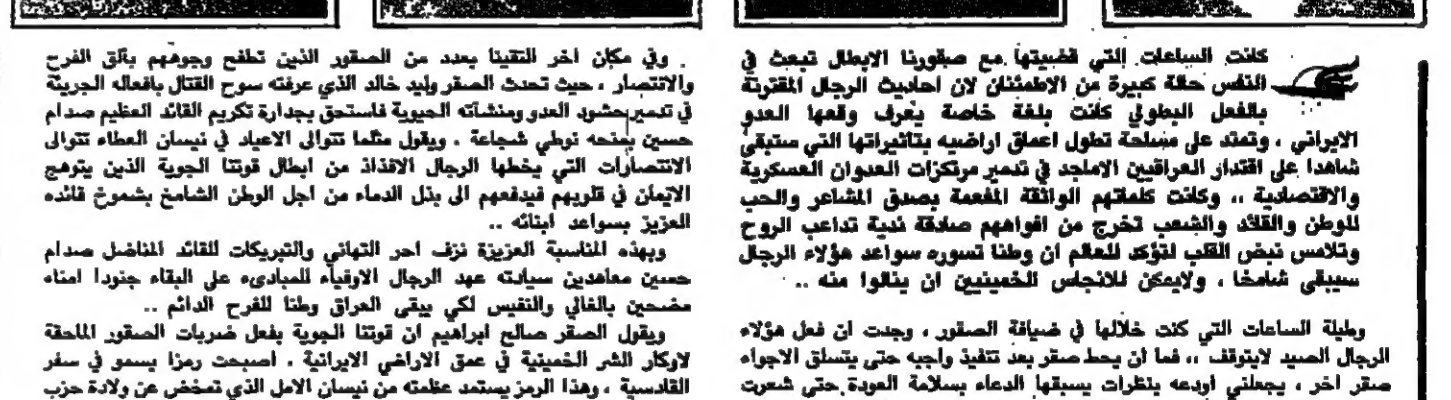 كانت الساعات التي قضيتها مع صقورنا الابطال تبعث في
النفس حالة كبيرة من الاطمئنان لان احاديث الرجال المقترنة
بالفعل البطولي كانت بلغة خاصة يعرف وقعها العدو
الايراني ، وتمتد على مساحة تطول اعماق اراضيه بتاثيراتها التي ستبقى
شاهدا على اقتدار العراقيين الاماجد في تدمير مرتكزات العدوان العسكرية
والاقتصادية .. وكانت كلماتهم الواثقة المفعمة بصدق المشاعر والحب
للوطن والقائد والشعب تخرج من افواههم صادقة ندية تداعب الروح
وتلامس نبض القلب لتؤكد للعالم ان وطنا تسوره سواعد هؤلاء الرجال
سيبقى شامخا ، ولايمكن للانجاس الخمينيين ان ينالوا منه ..
وطيلة الساعات التي كنت خلالها في ضيافة الصقور ، وجدت ان فعل هؤلاء
الرجال الصيد لايتوقف .. فما ان يحط صقر بعد تنفيذ واجبه حتى يتسلق الاجواء
صقر اخر ، يجعلني اودعه بنظرات يسبقها الدعاء بسلامة العودة حتى شعرت
وفي مكان اخر التقينا بعدد من الصقور الذين تطفح وجوههم بألق الفرح
والانتصار ، حيث تحدث الصقر وليد خالد الذي عرفته سوح القتال بافعاله الجريئة
في تدمير حشود العدو ومنشأته الحيوية فاستحق بجدارة تكريم القائد العظيم صدام
حسين بمنحه نوطي شجاعة . ويقول مثلما تتوالى الاعياد في نيسان العطاء تتوالى
الانتصارات التي يخطها الرجال الافذاذ من ابطال قوتنا الجوية الذين يتوهج
الايمان في قلوبهم فيدفعهم الى بذل الدماء من اجل الوطن الشامخ بشموخ قائده
العزيز بسواعد ابنائه ..
وبهذه المناسبة العزيزة نزف احر التهاني والتبريكات للقائد المناضل صدام
حسين معاهدين سيادته عهد الرجال الاوفياء للمبادىء على البقاء جنودا امناء
مضحين بالغالي والنفيس لكي يبقى العراق وطنا للفرح الدائم ..
ويقول الصقر صالح ابراهيم ان قوتنا الجوية بفعل ضربات الصقور الماحقة
لاوكار الشر الخمينية في عمق الاراضي الايرانية . اصبحت رمزا يسمو في سفر
القادسية ، وهذا الرمز يستمد عظمته من نيسان الامل الذي تمخض عن ولادة حزب